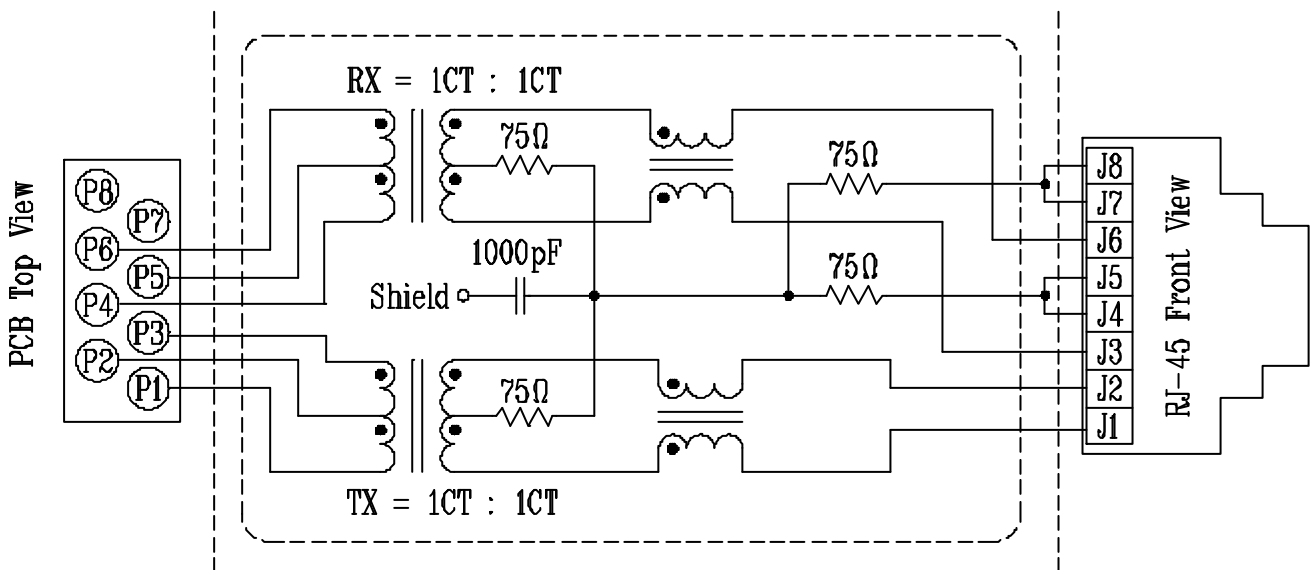 RX = 1CT : 1CT
75Ω
75Ω
1000pF
75Ω
Shield
75Ω
TX = 1CT : 1CT
PCB Top View
P8
P7
P6
P5
P4
P3
P2
P1
J8
J7
J6
J5
J4
J3
J2
J1
RJ-45 Front View